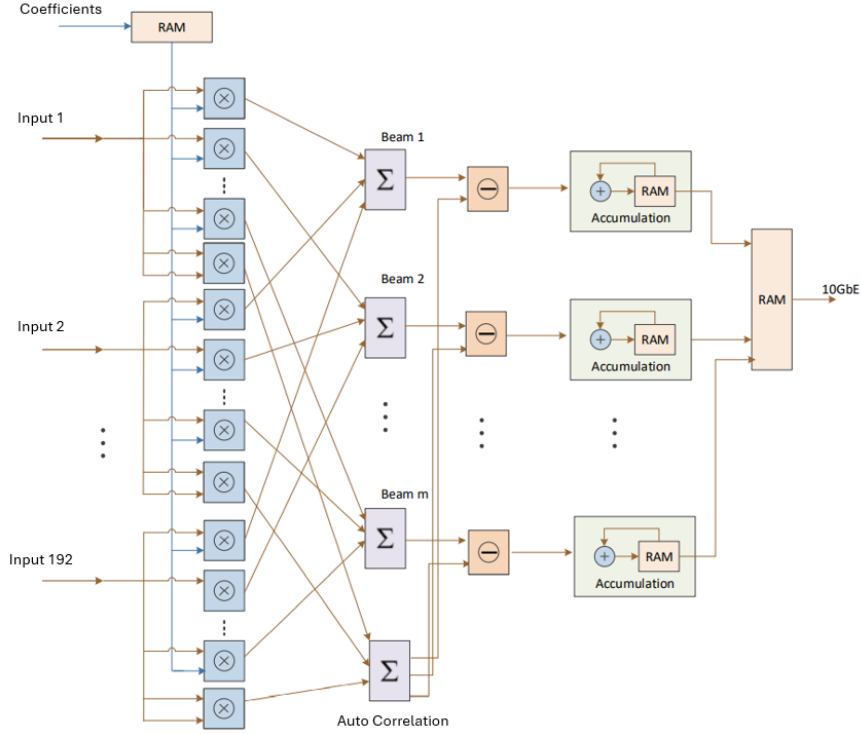 Coefficients
RAM
Input 1
Beam 1
Σ
RAM
Accumulation
Beam 2
Σ
RAM
10GbE
Input 2
RAM
Accumulation
Beam m
Σ
Input 192
RAM
Accumulation
Σ
Auto Correlation